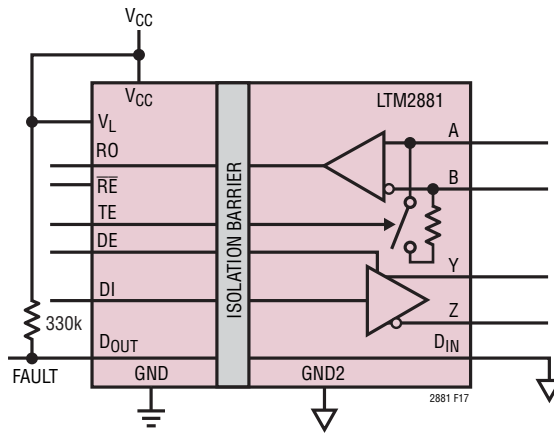 VCC
VCC
LTM2881
VL
A
RO
B
RE
ISOLATION BARRIER
TE
DE
Y
DI
Z
330k
DOUT
DIN
FAULT
GND
GND2
2881 F17